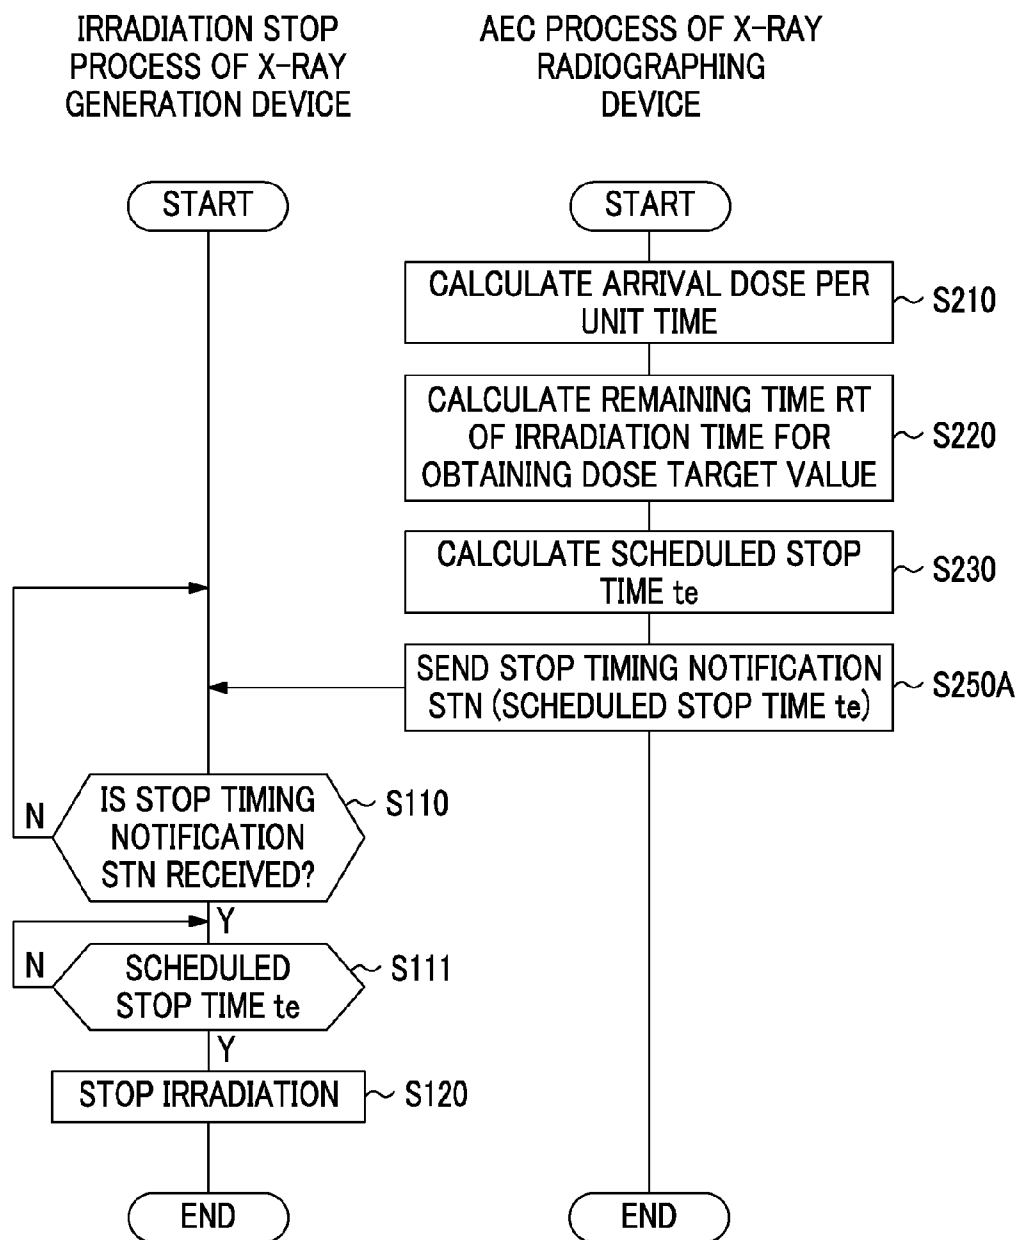 IRRADIATION STOP
PROCESS OF X-RAY
GENERATION DEVICE
START
N
IS STOP TIMING
NOTIFICATION
STN RECEIVED?
S110
Y
N
SCHEDULED
STOP TIME te
S111
Y
STOP IRRADIATION
S120
END
AEC PROCESS OF X-RAY
RADIOGRAPHING
DEVICE
START
CALCULATE ARRIVAL DOSE PER
UNIT TIME
S210
CALCULATE REMAINING TIME RT
OF IRRADIATION TIME FOR
OBTAINING DOSE TARGET VALUE
S220
CALCULATE SCHEDULED STOP
TIME te
S230
SEND STOP TIMING NOTIFICATION
STN (SCHEDULED STOP TIME te)
S250A
END